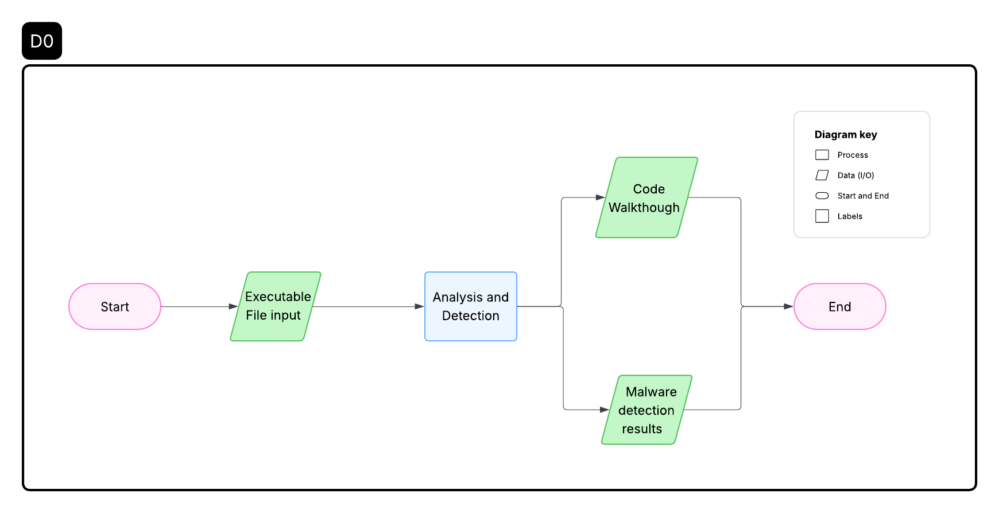 D0
Start
Executable
File input
Analysis and
Detection
Code
Walkthough
Malware
detection
results
End
Diagram key
Process
Data (I/O)
Start and End
Labels